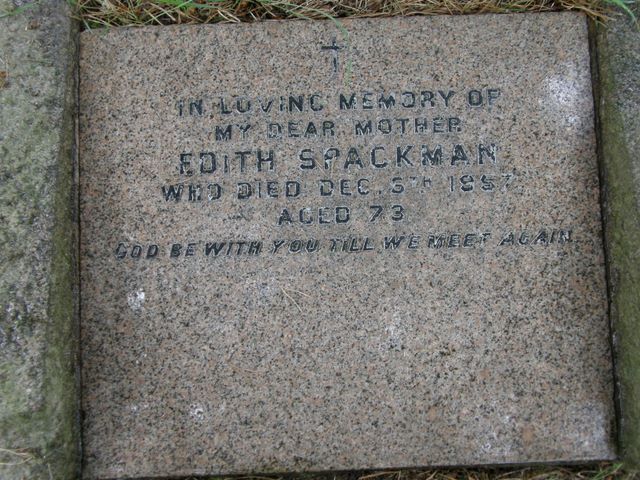 IN LOVING MEMORY OF
MY DEAR MOTHER
EDITH SPACKMAN
WHO DIED DEC. 5TH 1957
AGED 73
GOD BE WITH YOU TILL WE MEET AGAIN.